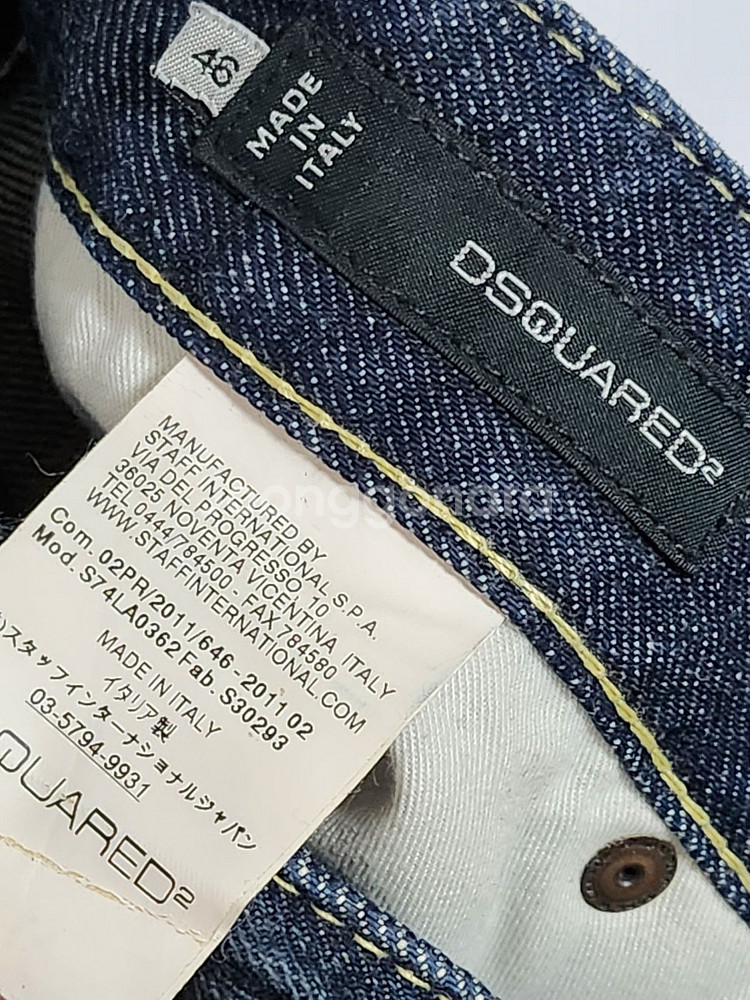 46
MADE
IN
ITALY
DSQUARED2
MANUFACTURED BY
STAFF INTERNATIONAL S.P.A.
VIA DEL PROGRESSO, 10
36025 NOVENTA VICENTINA, ITALY
TEL 0444/784500 - FAX 784580
WWW.STAFFINTERNATIONAL.COM
Com. 02PR/2011/646 - 2011 02
Mod. S74LA0362 Fab. S30293
MADE IN ITALY
イタリア製
)スタッフインターナショナルジャパン
03-5794-9931
QUARED2